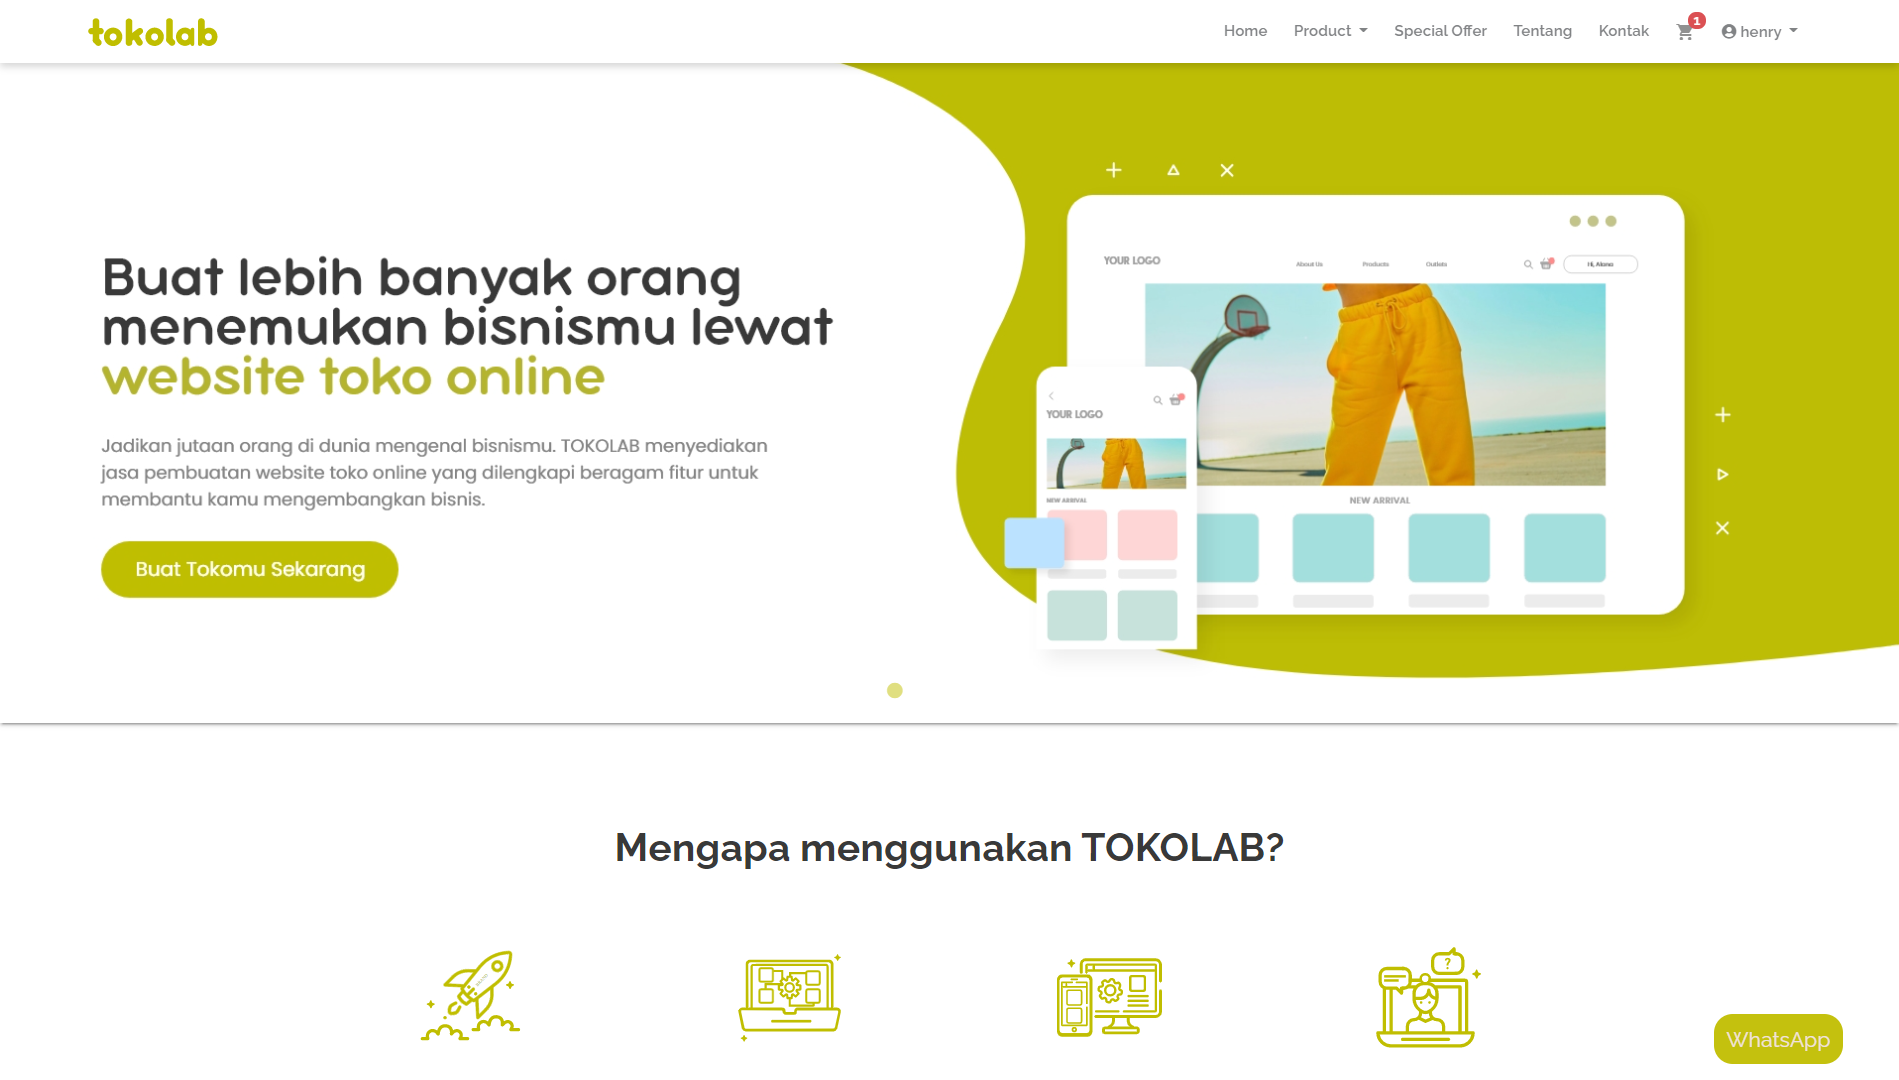 tokolab
Home
Product
Special Offer
Tentang
Kontak
1
henry
Buat lebih banyak orang
menemukan bisnismu lewat
website toko online
Jadikan jutaan orang di dunia mengenal bisnismu. TOKOLAB menyediakan
jasa pembuatan website toko online yang dilengkapi beragam fitur untuk
membantu kamu mengembangkan bisnis.
Buat Tokomu Sekarang
YOUR LOGO
About Us
Products
Outlets
Hi, Alono
NEW ARRIVAL
YOUR LOGO
NEW ARRIVAL
Mengapa menggunakan TOKOLAB?
?
WhatsApp